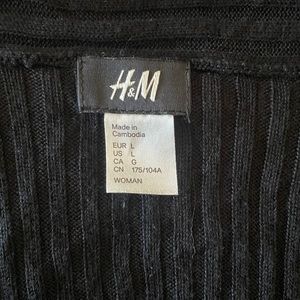 H&M
Made in
Cambodia
EUR L
US L
CA G
CN 175/104A
WOMAN